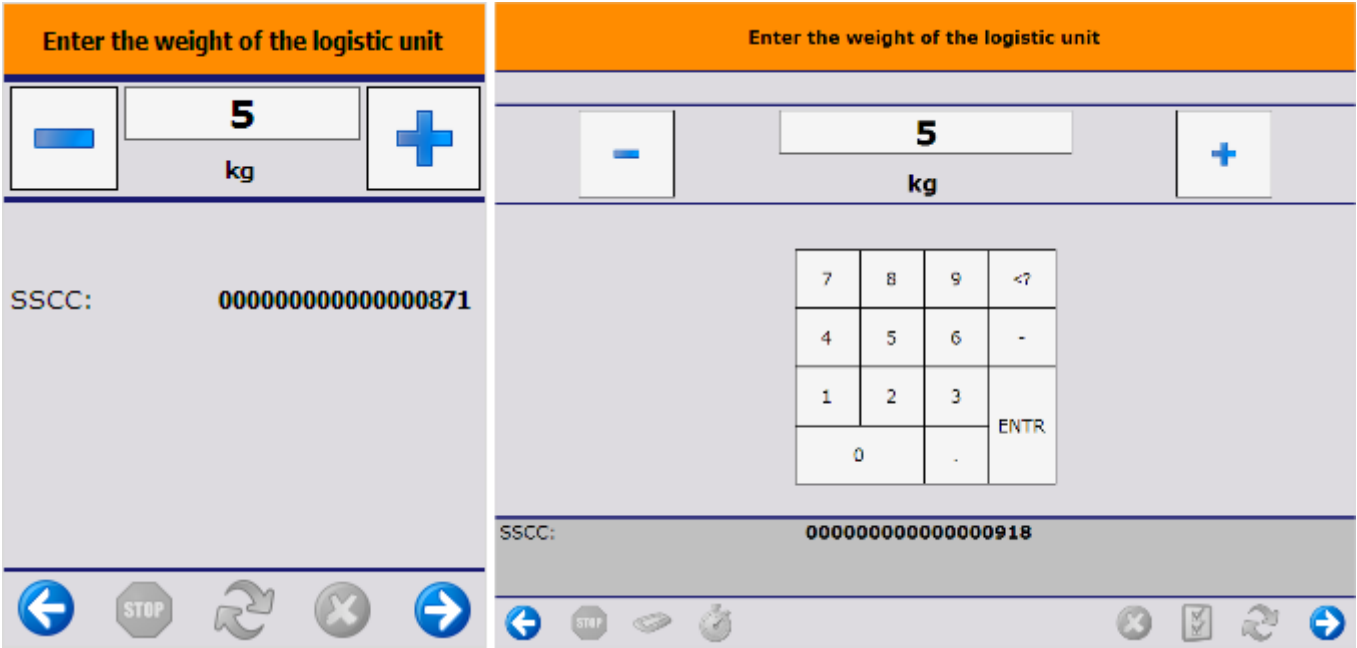 Enter the weight of the logistic unit
5
kg
SSCC: 000000000000000871
STOP
Enter the weight of the logistic unit
5
kg
7 8 9 <?
4 5 6 -
1 2 3
ENTR
0 .
SSCC: 000000000000000918
STOP